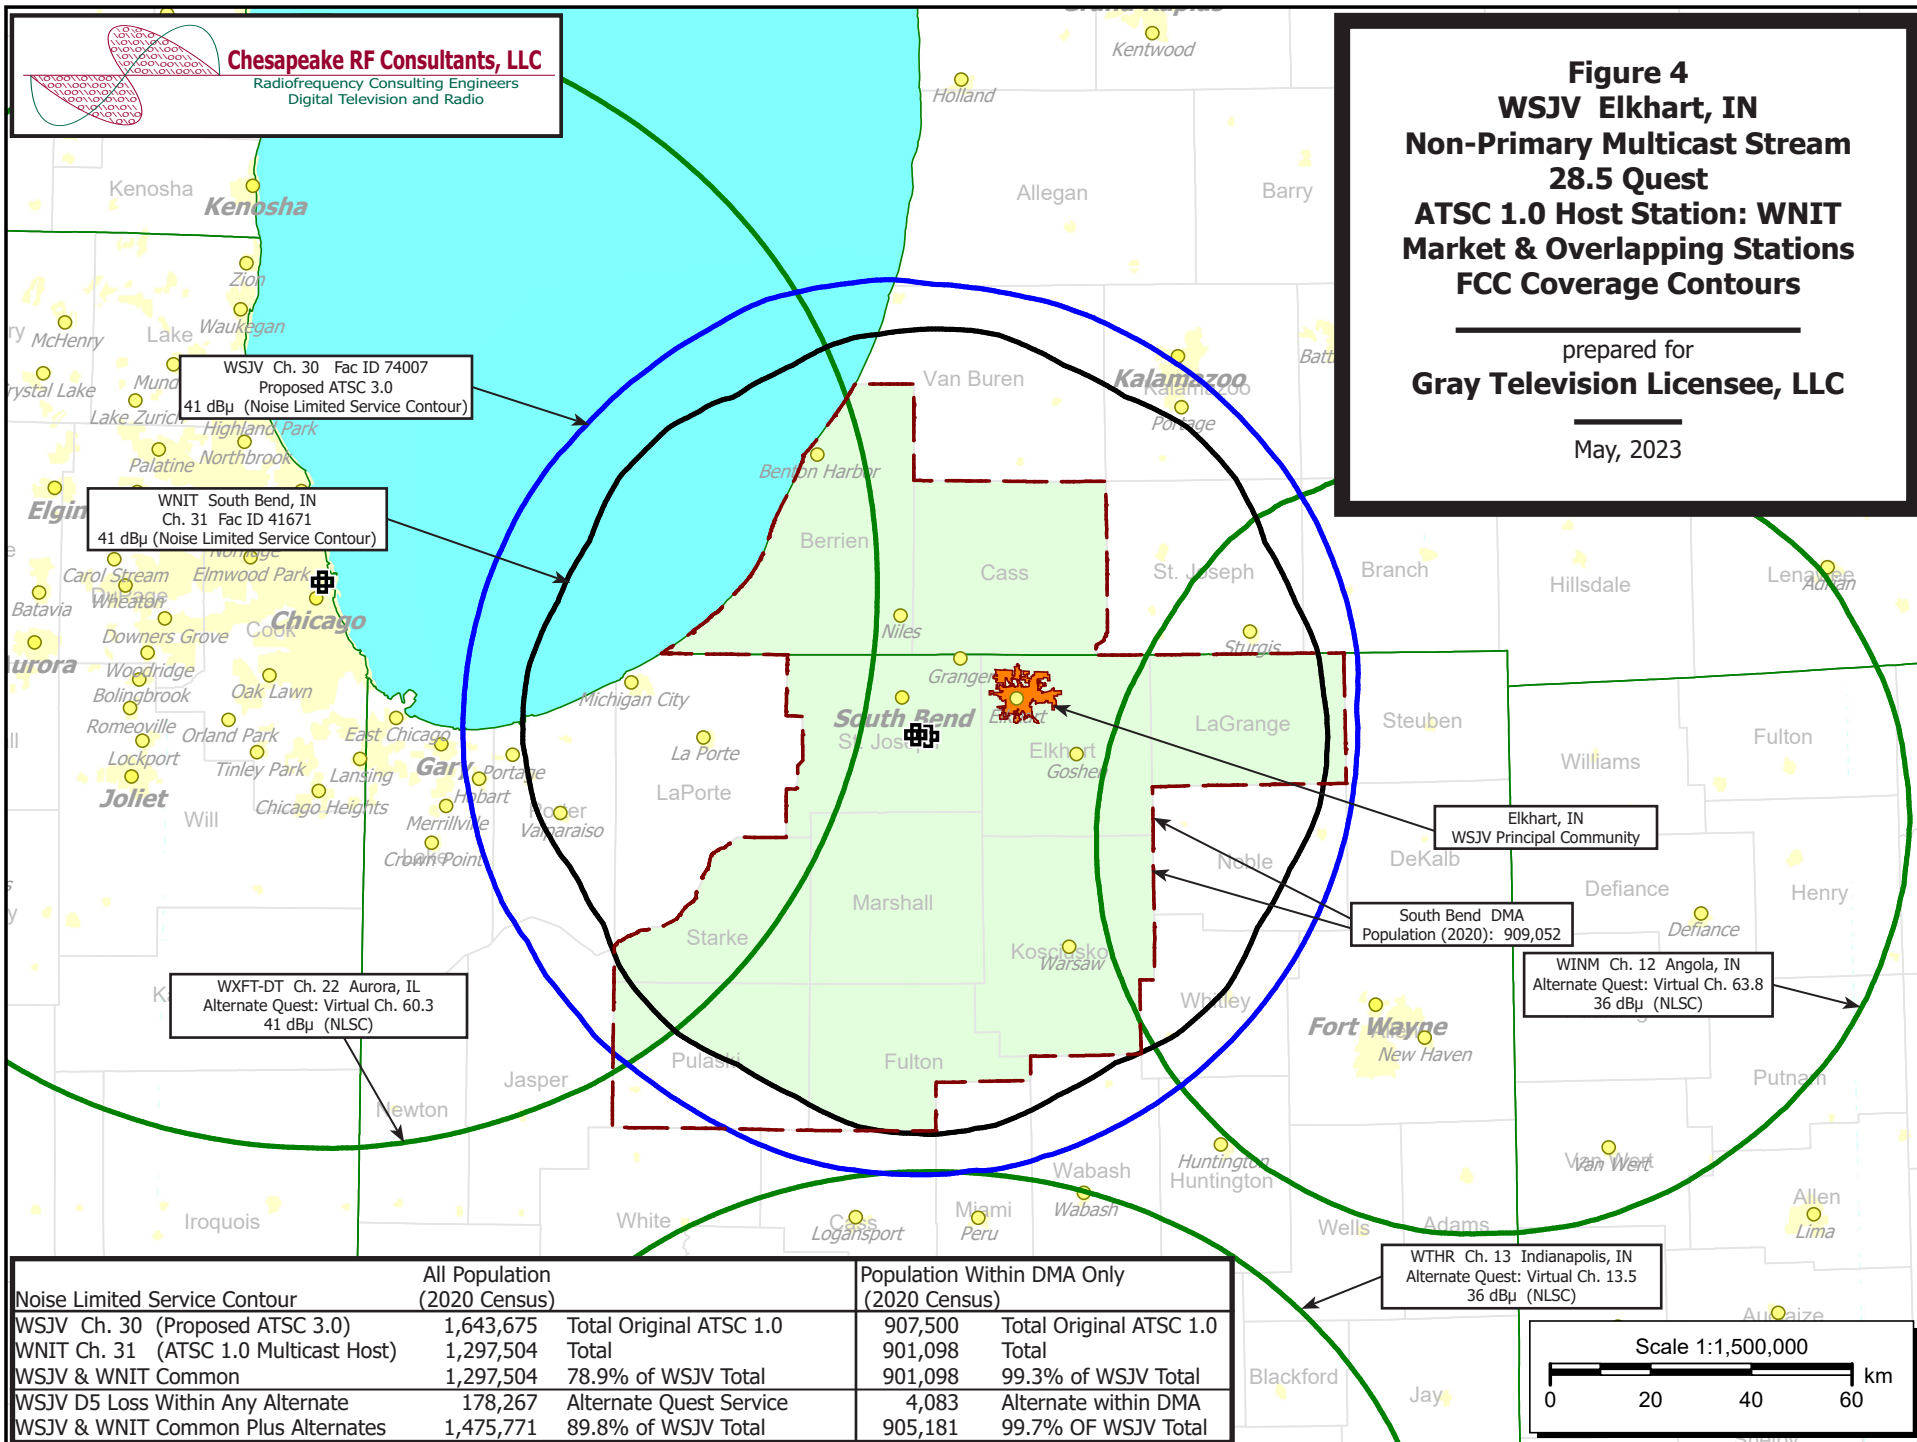 Chesapeake RF Consultants, LLC
Radiofrequency Consulting Engineers
Digital Television and Radio
Figure 4
WSJV Elkhart, IN
Non-Primary Multicast Stream
28.5 Quest
ATSC 1.0 Host Station: WNIT
Market & Overlapping Stations
FCC Coverage Contours
prepared for
Gray Television Licensee, LLC
May, 2023
Kentwood
Holland
Kenosha
Kenosha
Allegan
Barry
Zion
Waukegan
Lake
McHenry
Crystal Lake
Lake Zurich
Highland Park
Palatine
Northbrook
Elgin
WSJV Ch. 30 Fac ID 74007
Proposed ATSC 3.0
41 dBµ (Noise Limited Service Contour)
WNIT South Bend, IN
Ch. 31 Fac ID 41671
41 dBµ (Noise Limited Service Contour)
Van Buren
Kalamazoo
Kalamazoo
Portage
Benton Harbor
Berrien
Cass
St. Joseph
Branch
Hillsdale
Lenawee
Adrian
Carol Stream
Elmwood Park
Wheaton
Batavia
Downers Grove
Cook
Chicago
Woodridge
Bolingbrook
Oak Lawn
Romeoville
Orland Park
Lockport
Tinley Park
Joliet
Will
Chicago Heights
East Chicago
Lansing
Gary
Portage
Hobart
Merrillville
Porter
Valparaiso
Lake
Crown Point
Niles
Sturgis
Michigan City
La Porte
LaPorte
Granger
South Bend
St. Joseph
Elkhart
Elkhart
Goshen
LaGrange
Steuben
Williams
Fulton
Elkhart, IN
WSJV Principal Community
Noble
DeKalb
Defiance
Defiance
Henry
South Bend DMA
Population (2020): 909,052
Marshall
Starke
Kosciusko
Warsaw
Whitley
WINM Ch. 12 Angola, IN
Alternate Quest: Virtual Ch. 63.8
36 dBµ (NLSC)
WXFT-DT Ch. 22 Aurora, IL
Alternate Quest: Virtual Ch. 60.3
41 dBµ (NLSC)
Fort Wayne
Allen
New Haven
Pulaski
Fulton
Jasper
Newton
Putnam
Huntington
Huntington
Van Wert
Van Wert
Wabash
Wabash
Iroquois
White
Cass
Logansport
Miami
Peru
Wells
Adams
Allen
Lima
WTHR Ch. 13 Indianapolis, IN
Alternate Quest: Virtual Ch. 13.5
36 dBµ (NLSC)
Auglaize
Blackford
Jay
Scale 1:1,500,000
km
0 20 40 60
All Population Population Within DMA Only
Noise Limited Service Contour (2020 Census) (2020 Census)
WSJV Ch. 30 (Proposed ATSC 3.0) 1,643,675 Total Original ATSC 1.0 907,500 Total Original ATSC 1.0
WNIT Ch. 31 (ATSC 1.0 Multicast Host) 1,297,504 Total 901,098 Total
WSJV & WNIT Common 1,297,504 78.9% of WSJV Total 901,098 99.3% of WSJV Total
WSJV D5 Loss Within Any Alternate 178,267 Alternate Quest Service 4,083 Alternate within DMA
WSJV & WNIT Common Plus Alternates 1,475,771 89.8% of WSJV Total 905,181 99.7% OF WSJV Total